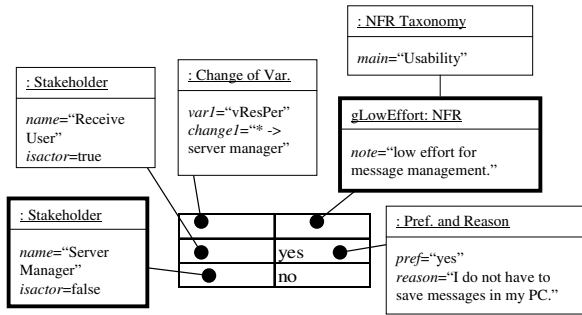 : NFR Taxonomy
main=“Usability”
: Stakeholder
name=“Receive
User”
isactor=true
: Change of Var.
var1=“vResPer”
change1=“* ->
server manager”
gLowEffort: NFR
note=“low effort for
message management.”
: Stakeholder
name=“Server
Manager”
isactor=false
yes
no
: Pref. and Reason
pref=“yes”
reason=“I do not have to
save messages in my PC.”